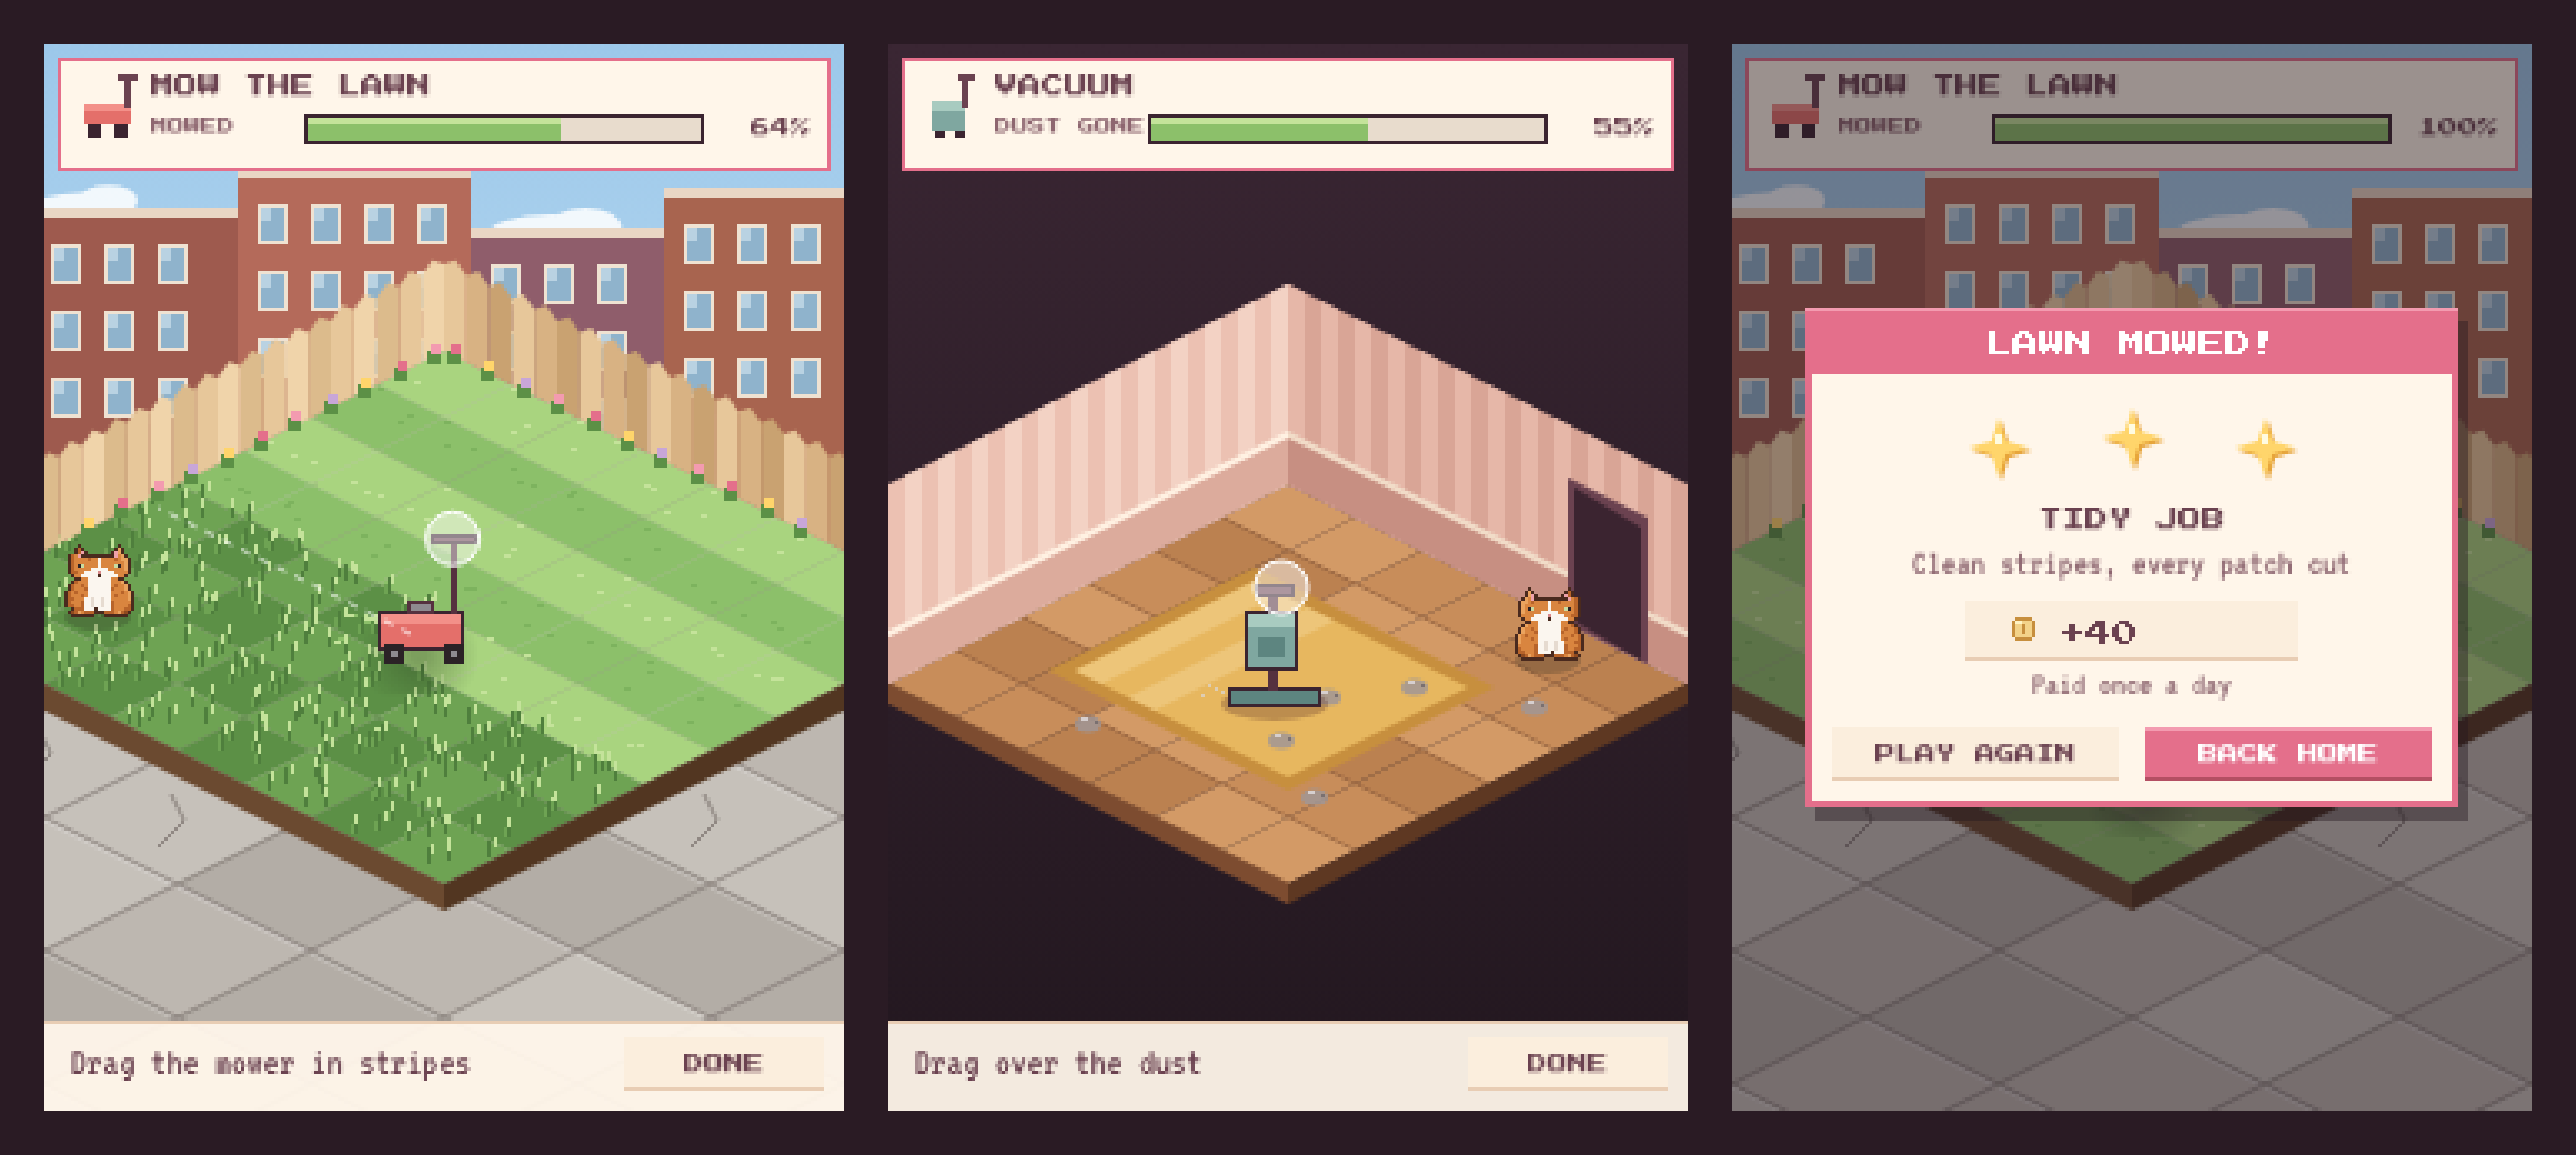 MOW THE LAWN
MOWED 64%
Drag the mower in stripes
DONE
VACUUM
DUST GONE 55%
Drag over the dust
DONE
MOW THE LAWN
MOWED 100%
LAWN MOWED!
TIDY JOB
Clean stripes, every patch cut
+40
Paid once a day
PLAY AGAIN
BACK HOME